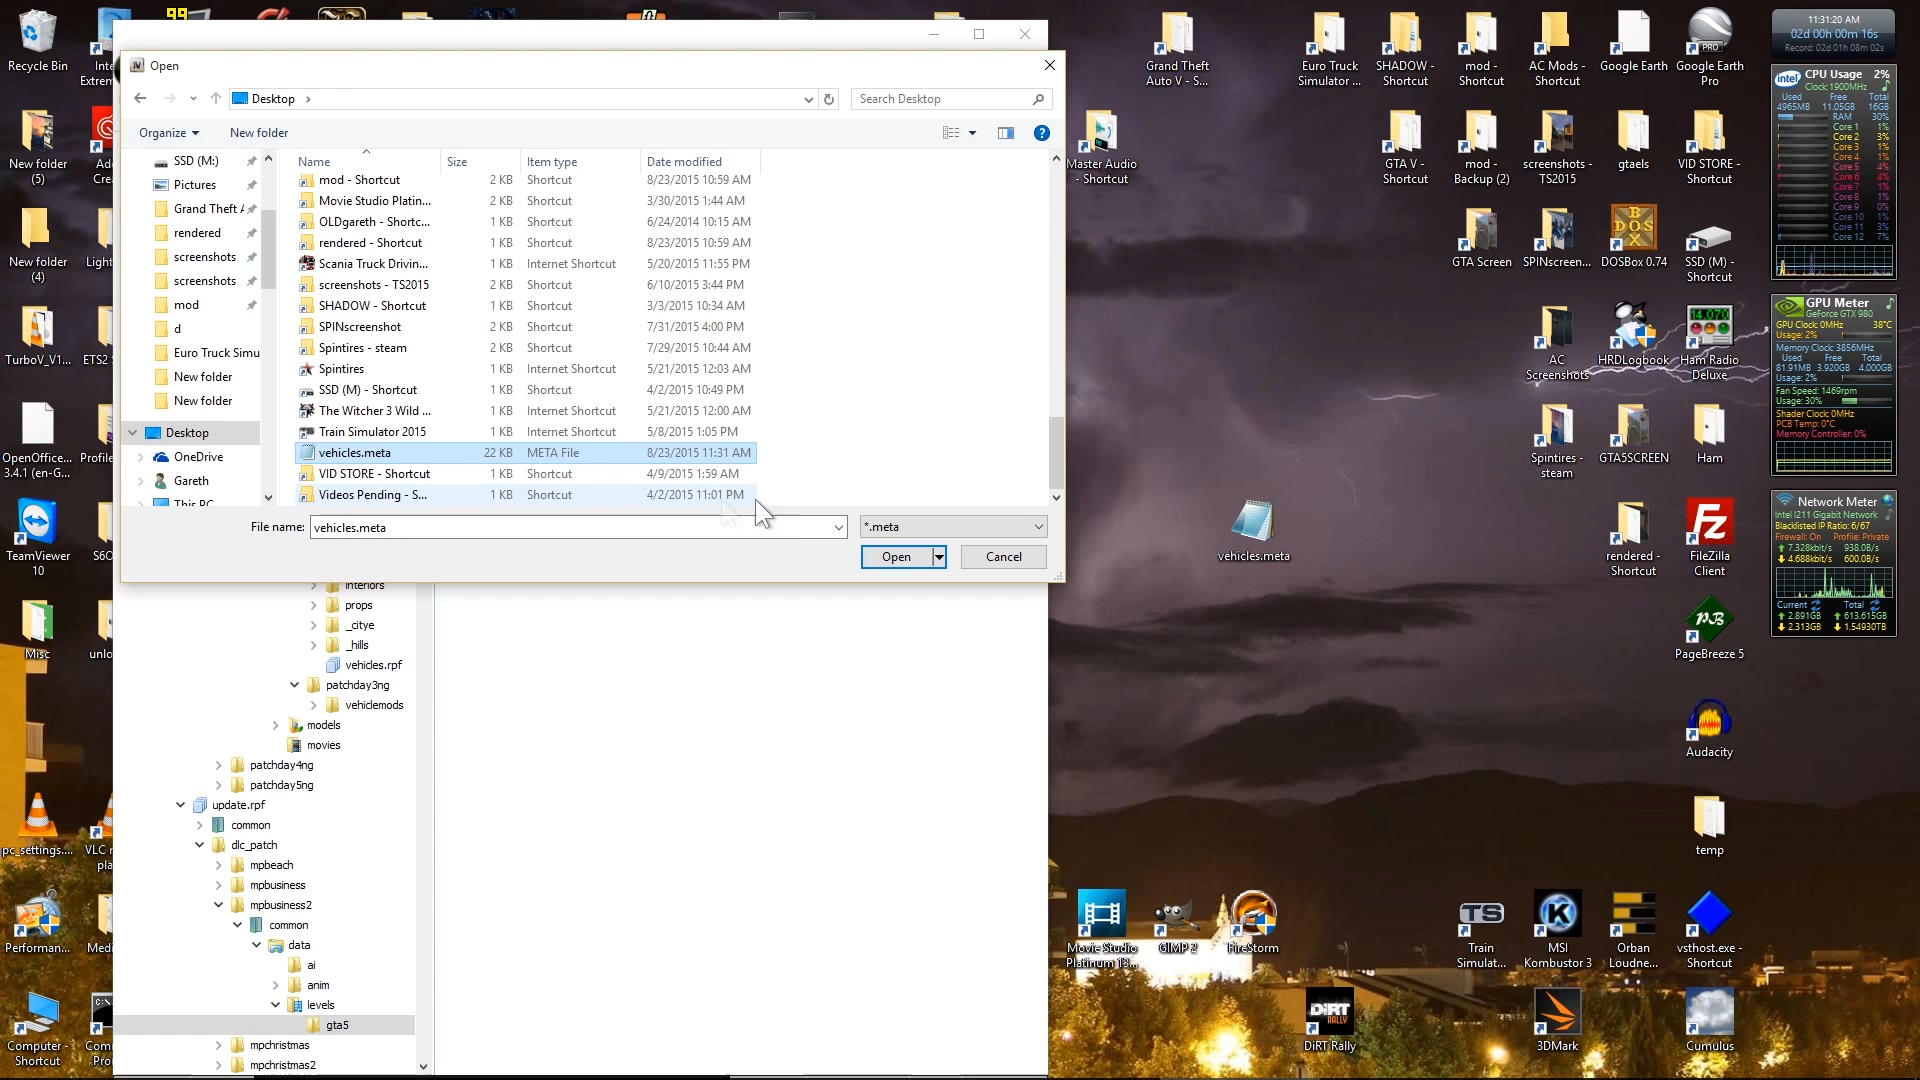 Recycle Bin
Inte
Extrem
99
Open
Desktop
Search Desktop
Organize
New folder
SSD (M:)
Pictures
Grand Theft A
rendered
screenshots
screenshots
mod
d
Euro Truck Simu
New folder
New folder
Desktop
OneDrive
Gareth
This PC
Name Size Item type Date modified
mod - Shortcut 2 KB Shortcut 8/23/2015 10:59 AM
Movie Studio Platin... 2 KB Shortcut 3/30/2015 1:44 AM
OLDgareth - Shortc... 1 KB Shortcut 6/24/2014 10:15 AM
rendered - Shortcut 1 KB Shortcut 8/23/2015 10:59 AM
Scania Truck Drivin... 1 KB Internet Shortcut 5/20/2015 11:55 PM
screenshots - TS2015 2 KB Shortcut 6/10/2015 3:44 PM
SHADOW - Shortcut 1 KB Shortcut 3/3/2015 10:34 AM
SPINscreenshot 2 KB Shortcut 7/31/2015 4:00 PM
Spintires - steam 2 KB Shortcut 7/29/2015 10:44 AM
Spintires 1 KB Internet Shortcut 5/21/2015 12:03 AM
SSD (M) - Shortcut 1 KB Shortcut 4/2/2015 10:49 PM
The Witcher 3 Wild ... 1 KB Internet Shortcut 5/21/2015 12:00 AM
Train Simulator 2015 1 KB Internet Shortcut 5/8/2015 1:05 PM
vehicles.meta 22 KB META File 8/23/2015 11:31 AM
VID STORE - Shortcut 1 KB Shortcut 4/9/2015 1:59 AM
Videos Pending - S... 1 KB Shortcut 4/2/2015 11:01 PM
File name: vehicles.meta *.meta
Open Cancel
interiors
props
_citye
_hills
vehicles.rpf
patchday3ng
vehiclemods
models
movies
patchday4ng
patchday5ng
update.rpf
common
dlc_patch
mpbeach
mpbusiness
mpbusiness2
common
data
ai
anim
levels
gta5
mpchristmas
mpchristmas2
New folder
(5)
Ad
Crea
New folder
(4)
Light
TurboV_V1...
ETS2
OpenOffice...
3.4.1 (en-G...
Profile
TeamViewer
10
S6O
Misc
unlo
pc_settings....
VLC
pla
Performan...
Medi
Computer -
Shortcut
Com
Pro
Grand Theft
Auto V - S...
Euro Truck
Simulator ...
SHADOW -
Shortcut
mod -
Shortcut
AC Mods -
Shortcut
Google Earth
PRO
Google Earth
Pro
Master Audio
- Shortcut
GTA V -
Shortcut
mod -
Backup (2)
screenshots -
TS2015
gtaels
VID STORE -
Shortcut
GTA Screen
SPINscreen...
DOSBox 0.74
SSD (M) -
Shortcut
AC
Screenshots
HRDLogbook
14.070
Ham Radio
Deluxe
Spintires -
steam
GTA5SCREEN
Ham
vehicles.meta
rendered -
Shortcut
Fz
FileZilla
Client
PB
PageBreeze 5
Audacity
temp
Movie Studio
Platinum 13...
GIMP 2
FireStorm
TS
Train
Simulat...
K
MSI
Kombustor 3
Orban
Loudne...
vsthost.exe -
Shortcut
DiRT
RALLY
DiRT Rally
3DMark
Cumulus
11:31:20 AM
02d 00h 00m 16s
Record: 02d 01h 08m 02s
intel
CPU Usage 2%
Clock: 1900MHz
Used Free Total
4965MB 11.05GB 16GB
RAM 30%
Core 1 1%
Core 2 3%
Core 3 1%
Core 4 1%
Core 5 4%
Core 6 4%
Core 7 1%
Core 8 1%
Core 9 0%
Core 10 1%
Core 11 3%
Core 12 7%
GPU Meter
GeForce GTX 980
GPU Clock: 0MHz 38°C
Usage: 2%
Memory Clock: 3856MHz
Used Free Total
81.91MB 3.920GB 4.000GB
Usage: 2%
Fan Speed: 1469rpm
Usage: 30%
Shader Clock: 0MHz
PCB Temp: 0°C
Memory Controller: 0%
Network Meter
Intel I211 Gigabit Network
Blacklisted IP Ratio: 6/67
Firewall: On Profile: Private
7.328kbit/s 938.0B/s
4.688kbit/s 600.0B/s
Current Total
2.891GB 613.615GB
2.313GB 1.54930TB